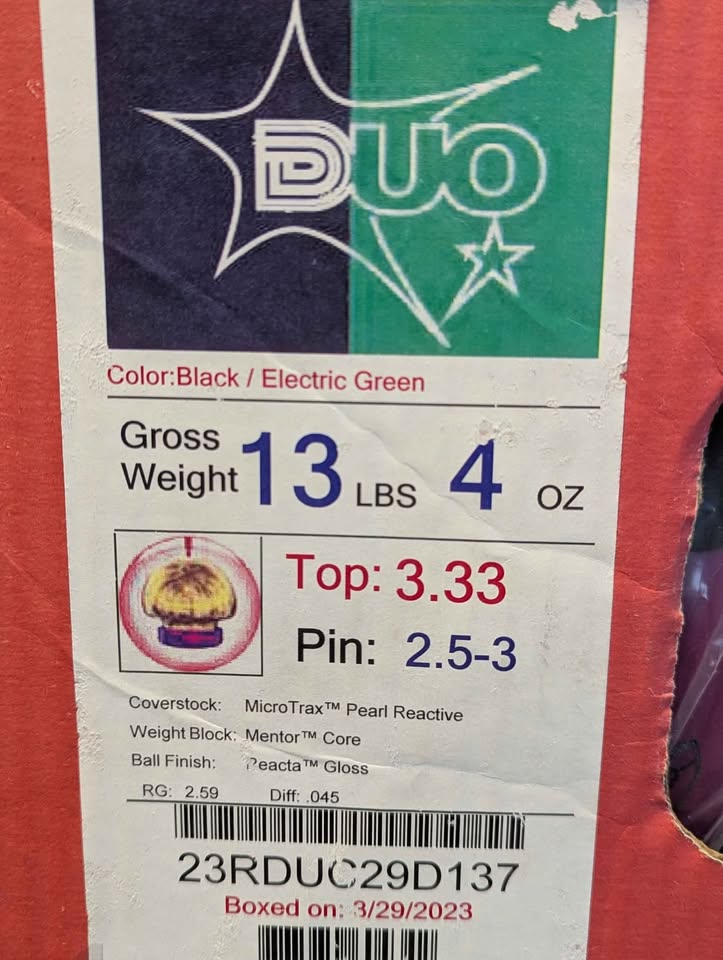 DUO
Color:Black / Electric Green
Gross Weight 13 LBS 4 OZ
Top: 3.33
Pin: 2.5-3
Coverstock: MicroTrax™ Pearl Reactive
Weight Block: Mentor™ Core
Ball Finish: Reacta™ Gloss
RG: 2.59 Diff: .045
23RDUC29D137
Boxed on: 3/29/2023